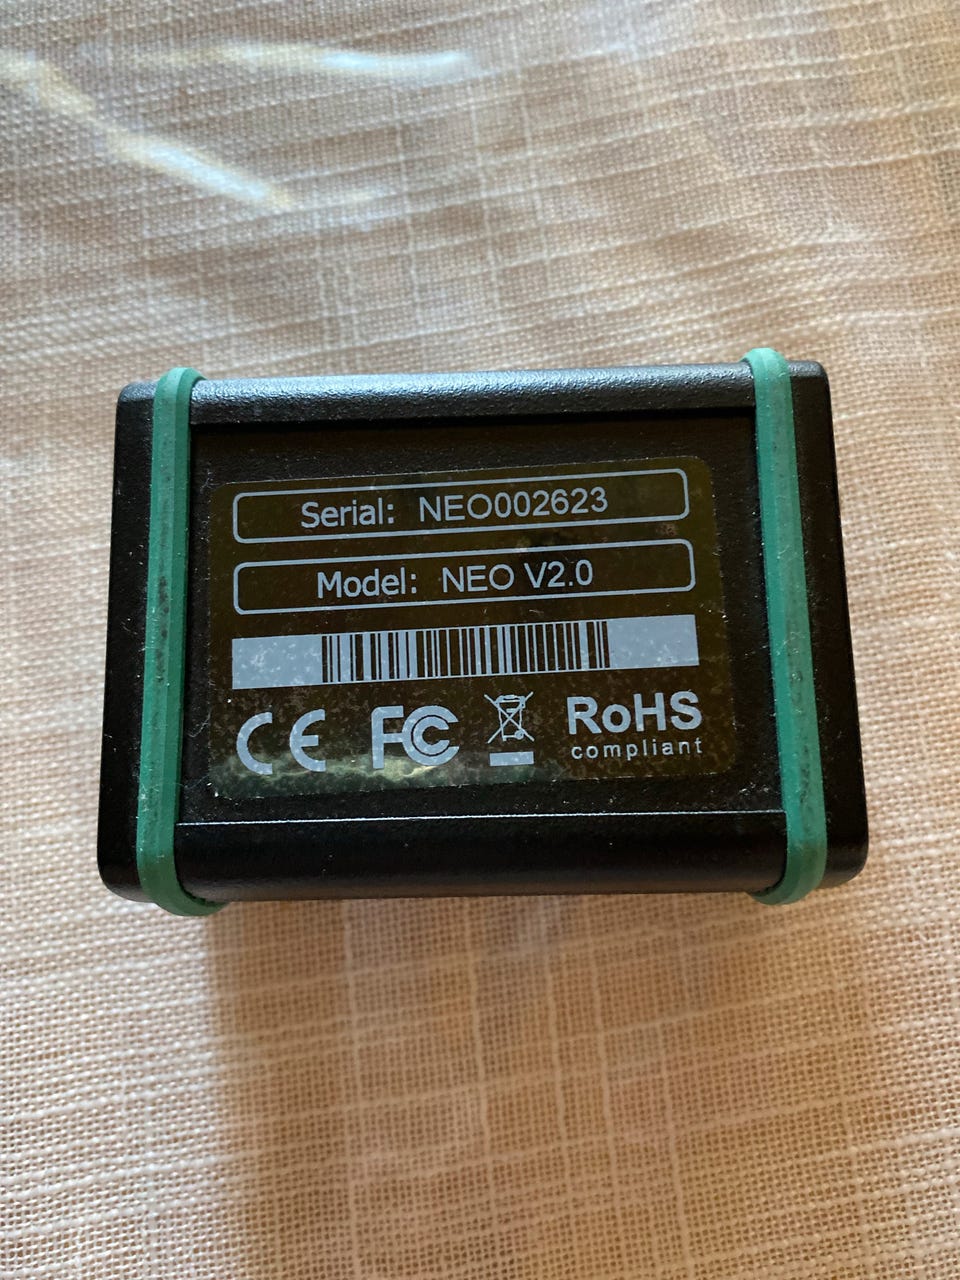 Serial: NEO002623
Model: NEO V2.0
CE FC RoHS
compliant